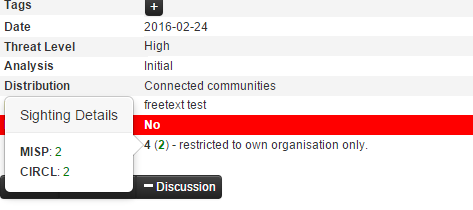 Tags +
Date 2016-02-24
Threat Level High
Analysis Initial
Distribution Connected communities
freetext test
Sighting Details
No
MISP: 2
4 (2) - restricted to own organisation only.
CIRCL: 2
Discussion